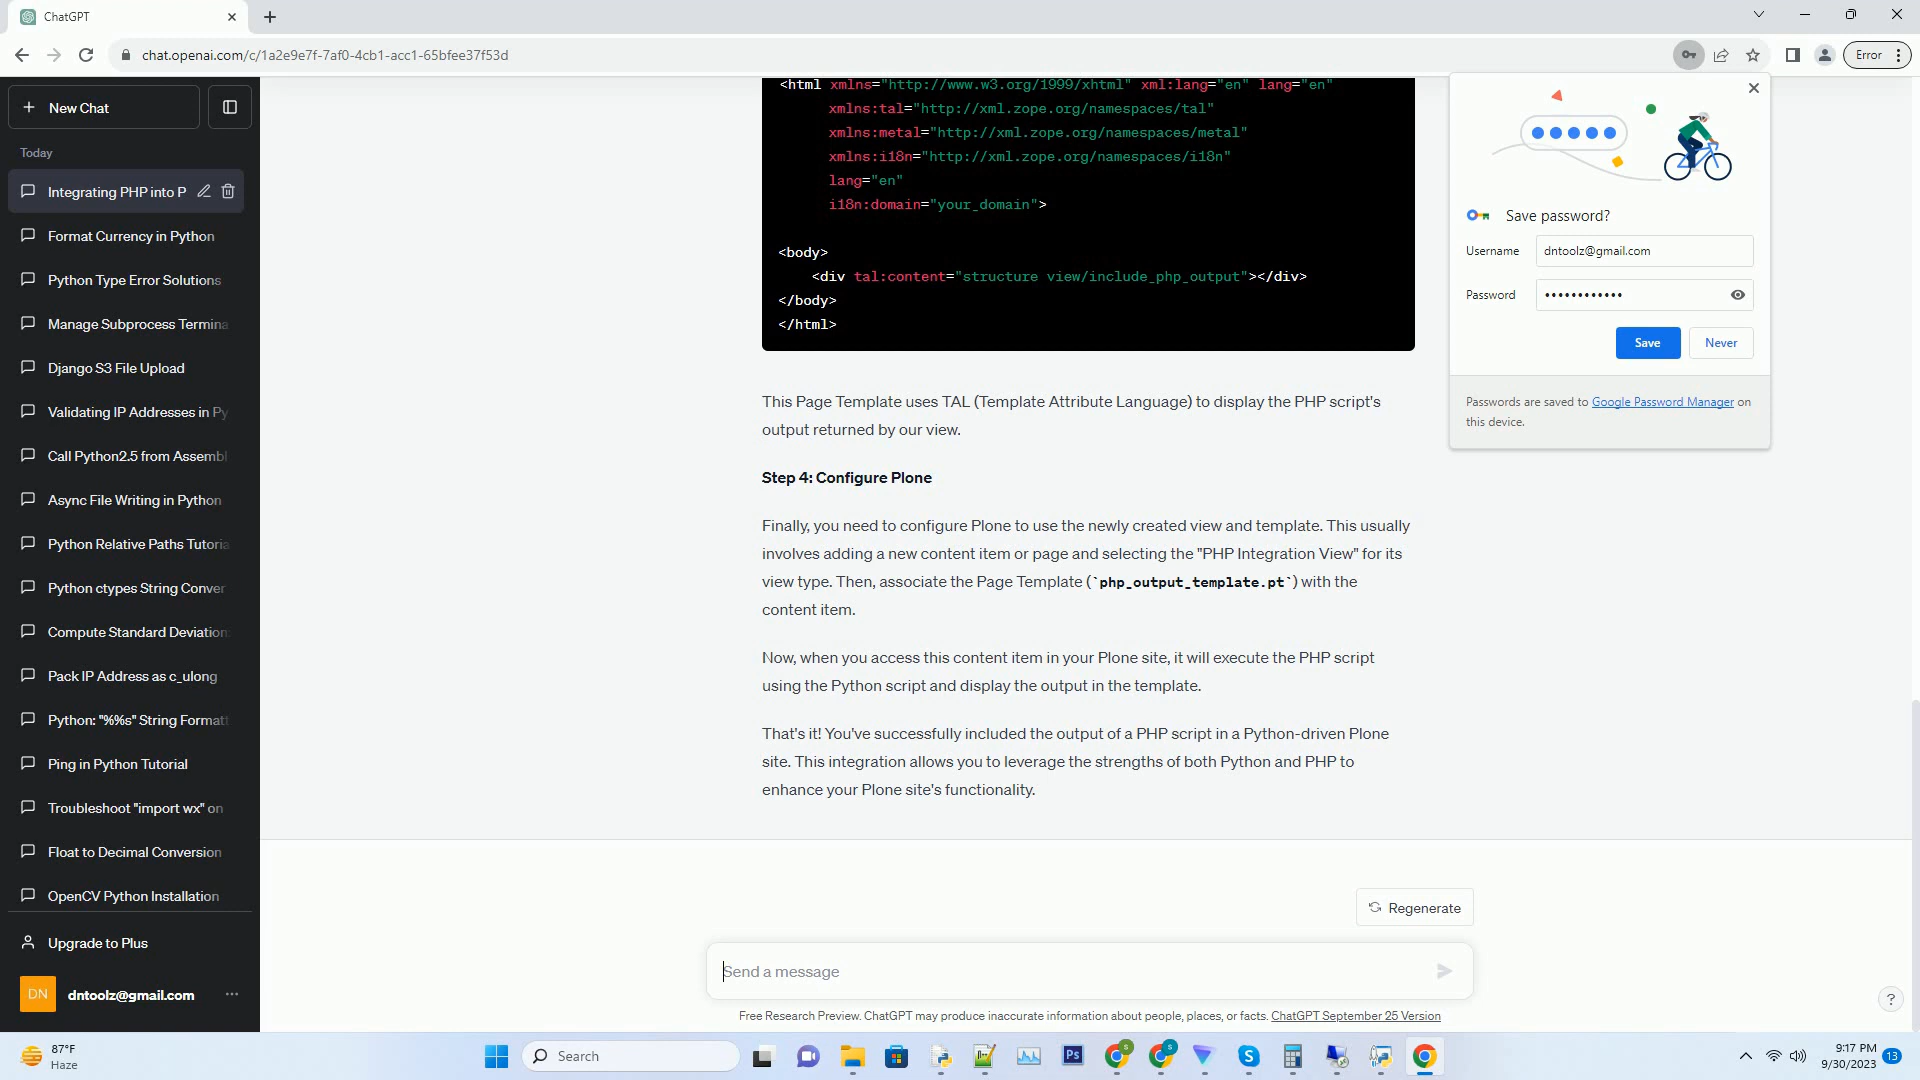 ChatGPT
chat.openai.com/c/1a2e9e7f-7af0-4cb1-acc1-65bfee37f53d
Error
New Chat
Today
Integrating PHP into P
Format Currency in Python
Python Type Error Solutions
Manage Subprocess Termina
Django S3 File Upload
Validating IP Addresses in Py
Call Python2.5 from Assembl
Async File Writing in Python
Python Relative Paths Tutoria
Python ctypes String Conver
Compute Standard Deviation
Pack IP Address as c_ulong
Python: "%%s" String Formatt
Ping in Python Tutorial
Troubleshoot "import wx" on
Float to Decimal Conversion
OpenCV Python Installation
Upgrade to Plus
DN
dntoolz@gmail.com
<html xmlns="http://www.w3.org/1999/xhtml" xml:lang="en" lang="en"
xmlns:tal="http://xml.zope.org/namespaces/tal"
xmlns:metal="http://xml.zope.org/namespaces/metal"
xmlns:i18n="http://xml.zope.org/namespaces/i18n"
lang="en"
i18n:domain="your_domain">
<body>
<div tal:content="structure view/include_php_output"></div>
</body>
</html>
This Page Template uses TAL (Template Attribute Language) to display the PHP script's
output returned by our view.
Step 4: Configure Plone
Finally, you need to configure Plone to use the newly created view and template. This usually
involves adding a new content item or page and selecting the "PHP Integration View" for its
view type. Then, associate the Page Template (`php_output_template.pt`) with the
content item.
Now, when you access this content item in your Plone site, it will execute the PHP script
using the Python script and display the output in the template.
That's it! You've successfully included the output of a PHP script in a Python-driven Plone
site. This integration allows you to leverage the strengths of both Python and PHP to
enhance your Plone site's functionality.
Regenerate
Send a message
Free Research Preview. ChatGPT may produce inaccurate information about people, places, or facts. ChatGPT September 25 Version
?
Save password?
Username
dntoolz@gmail.com
Password
Save
Never
Passwords are saved to Google Password Manager on
this device.
87°F
Haze
Search
Ps
S
S
S
9:17 PM
9/30/2023
13